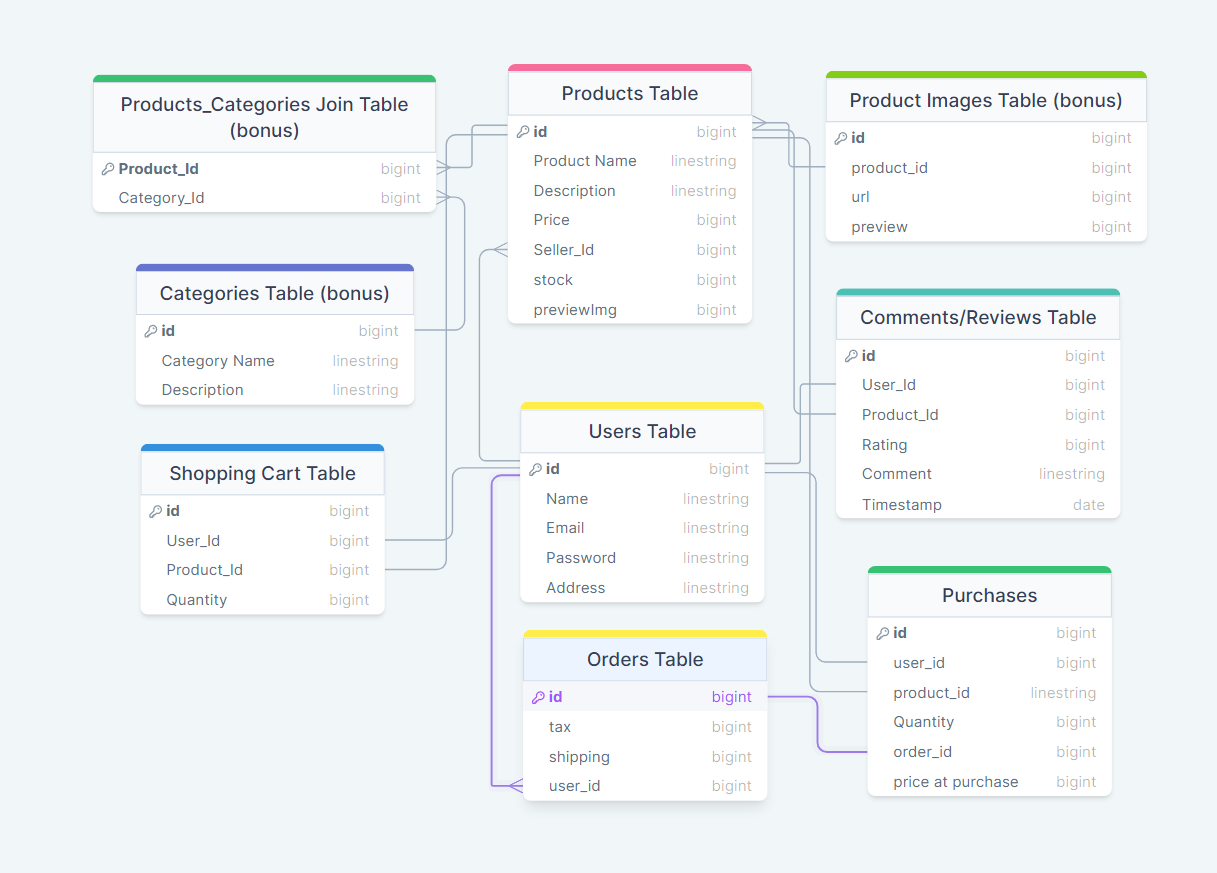 Products_Categories Join Table
(bonus)
Product_Id bigint
Category_Id bigint
Products Table
id bigint
Product Name linestring
Description linestring
Price bigint
Seller_Id bigint
stock bigint
previewImg bigint
Product Images Table (bonus)
id bigint
product_id bigint
url bigint
preview bigint
Categories Table (bonus)
id bigint
Category Name linestring
Description linestring
Comments/Reviews Table
id bigint
User_Id bigint
Product_Id bigint
Rating bigint
Comment linestring
Timestamp date
Shopping Cart Table
id bigint
User_Id bigint
Product_Id bigint
Quantity bigint
Users Table
id bigint
Name linestring
Email linestring
Password linestring
Address linestring
Orders Table
id bigint
tax bigint
shipping bigint
user_id bigint
Purchases
id bigint
user_id bigint
product_id linestring
Quantity bigint
order_id bigint
price at purchase bigint